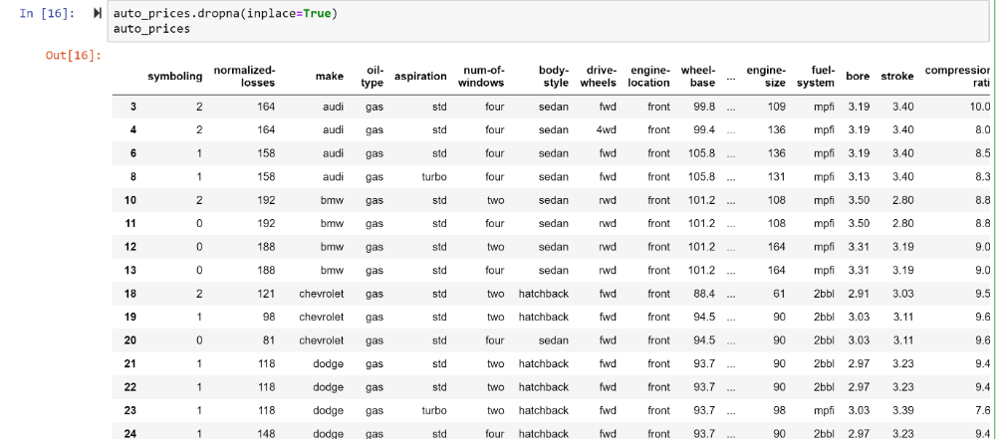 In [16]: auto_prices.dropna(inplace=True)
auto_prices
Out[16]:
symboling normalized-losses make oil-type aspiration num-of-windows body-style drive-wheels engine-location wheel-base ... engine-size fuel-system bore stroke compression rati
3 2 164 audi gas std four sedan fwd front 99.8 ... 109 mpfi 3.19 3.40 10.0
4 2 164 audi gas std four sedan 4wd front 99.4 ... 136 mpfi 3.19 3.40 8.0
6 1 158 audi gas std four sedan fwd front 105.8 ... 136 mpfi 3.19 3.40 8.5
8 1 158 audi gas turbo four sedan fwd front 105.8 ... 131 mpfi 3.13 3.40 8.3
10 2 192 bmw gas std two sedan rwd front 101.2 ... 108 mpfi 3.50 2.80 8.8
11 0 192 bmw gas std four sedan rwd front 101.2 ... 108 mpfi 3.50 2.80 8.8
12 0 188 bmw gas std two sedan rwd front 101.2 ... 164 mpfi 3.31 3.19 9.0
13 0 188 bmw gas std four sedan rwd front 101.2 ... 164 mpfi 3.31 3.19 9.0
18 2 121 chevrolet gas std two hatchback fwd front 88.4 ... 61 2bbl 2.91 3.03 9.5
19 1 98 chevrolet gas std two hatchback fwd front 94.5 ... 90 2bbl 3.03 3.11 9.6
20 0 81 chevrolet gas std four sedan fwd front 94.5 ... 90 2bbl 3.03 3.11 9.6
21 1 118 dodge gas std two hatchback fwd front 93.7 ... 90 2bbl 2.97 3.23 9.4
22 1 118 dodge gas std two hatchback fwd front 93.7 ... 90 2bbl 2.97 3.23 9.4
23 1 118 dodge gas turbo two hatchback fwd front 93.7 ... 98 mpfi 3.03 3.39 7.6
24 1 148 dodge gas std four hatchback fwd front 93.7 ... 90 2bbl 2.97 3.23 9.4